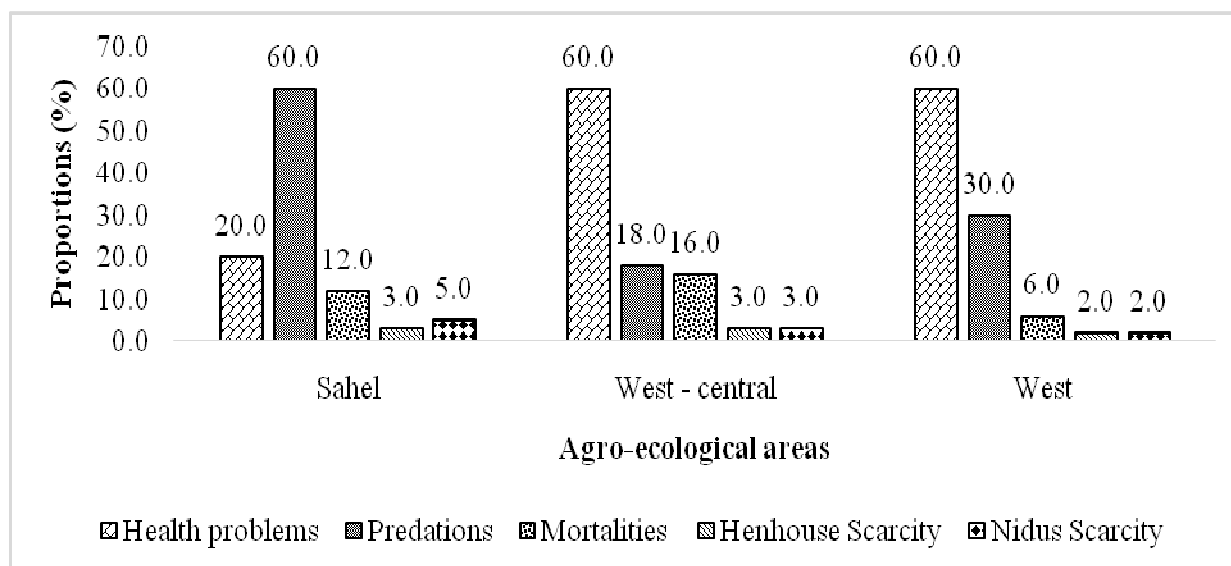 70.0
60.0
50.0
40.0
30.0
20.0
10.0
0.0
Proportions (%)
20.0
60.0
12.0
3.0
5.0
60.0
18.0
16.0
3.0
3.0
60.0
30.0
6.0
2.0
2.0
Sahel
West - central
West
Agro-ecological areas
Health problems
Predations
Mortalities
Henhouse Scarcity
Nidus Scarcity